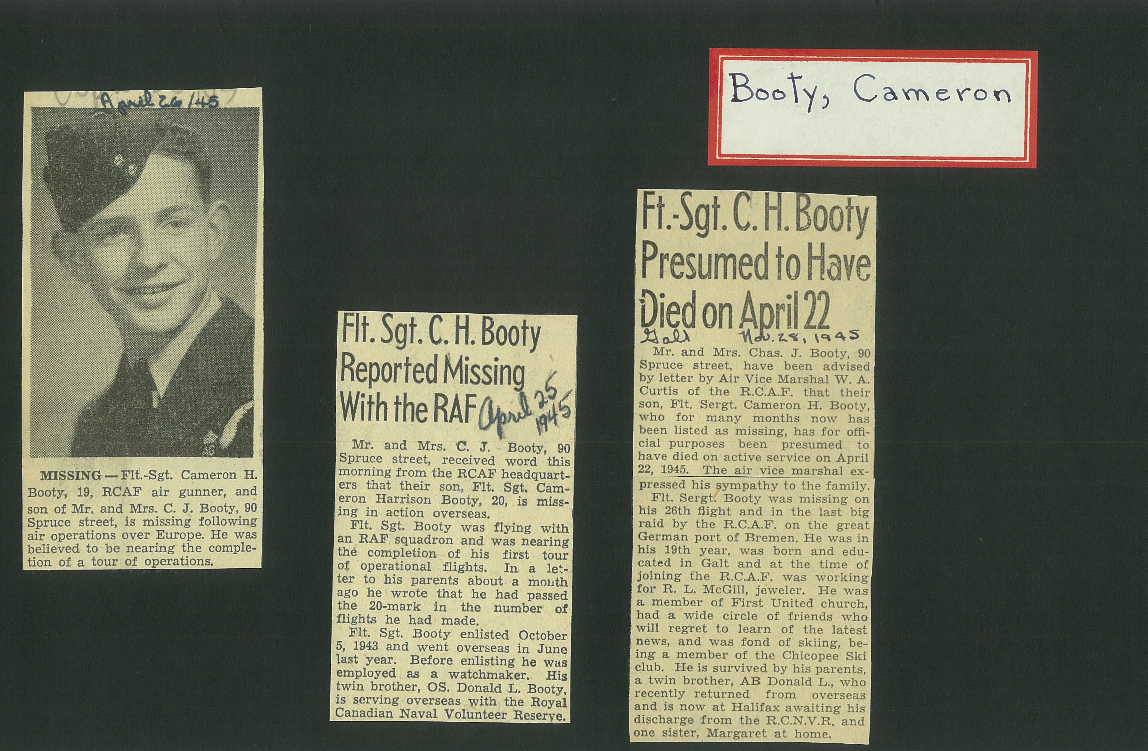 Booty, Cameron
April 26/45
MISSING — Flt.-Sgt. Cameron H.
Booty, 19, RCAF air gunner, and
son of Mr. and Mrs. C. J. Booty, 90
Spruce street, is missing following
air operations over Europe. He was
believed to be nearing the comple-
tion of a tour of operations.
Flt. Sgt. C. H. Booty
Reported Missing
With the RAF
April 25
1945
Mr. and Mrs. C. J. Booty, 90
Spruce street, received word this
morning from the RCAF headquart-
ers that their son, Flt. Sgt. Cam-
eron Harrison Booty, 20, is miss-
ing in action overseas.
Flt. Sgt. Booty was flying with
an RAF squadron and was nearing
the completion of his first tour
of operational flights. In a let-
ter to his parents about a month
ago he wrote that he had passed
the 20-mark in the number of
flights he had made.
Flt. Sgt. Booty enlisted October
5, 1943 and went overseas in June
last year. Before enlisting he was
employed as a watchmaker. His
twin brother, OS. Donald L. Booty,
is serving overseas with the Royal
Canadian Naval Volunteer Reserve.
Ft.-Sgt. C. H. Booty
Presumed to Have
Died on April 22
Galt Nov. 28, 1945
Mr. and Mrs. Chas. J. Booty, 90
Spruce street, have been advised
by letter by Air Vice Marshal W. A.
Curtis of the R.C.A.F. that their
son, Flt. Sergt. Cameron H. Booty,
who for many months now has
been listed as missing, has for offi-
cial purposes been presumed to
have died on active service on April
22, 1945. The air vice marshal ex-
pressed his sympathy to the family.
Flt. Sergt. Booty was missing on
his 26th flight and in the last big
raid by the R.C.A.F. on the great
German port of Bremen. He was in
his 19th year, was born and edu-
cated in Galt and at the time of
joining the R.C.A.F. was working
for R. L. McGill, jeweler. He was
a member of First United church,
had a wide circle of friends who
will regret to learn of the latest
news, and was fond of skiing, be-
ing a member of the Chicopee Ski
club. He is survived by his parents,
a twin brother, AB Donald L., who
recently returned from overseas
and is now at Halifax awaiting his
discharge from the R.C.N.V.R. and
one sister, Margaret at home.